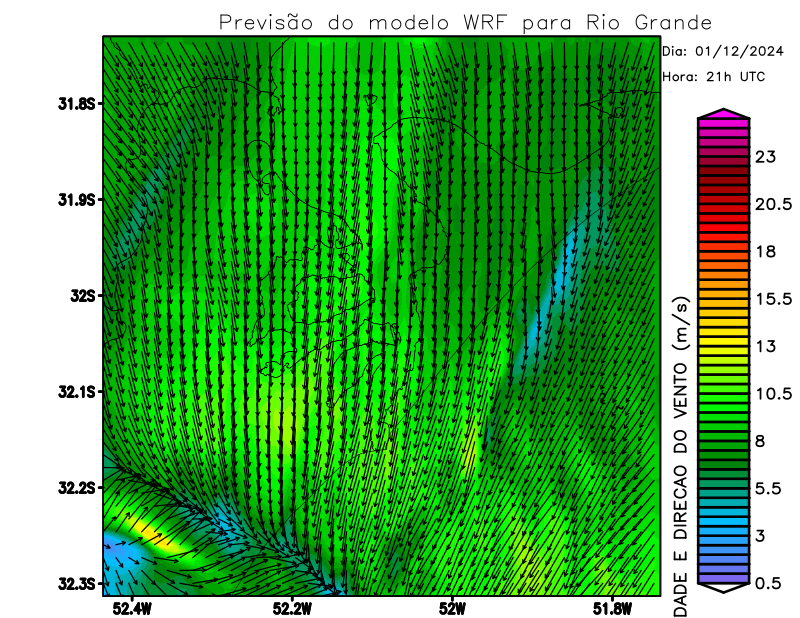 Previsão do modelo WRF para Rio Grande
Dia: 01/12/2024
Hora: 21h UTC
31.8S
31.9S
32S
32.1S
32.2S
32.3S
52.4W
52.2W
52W
51.8W
DADE E DIRECAO DO VENTO (m/s)
23
20.5
18
15.5
13
10.5
8
5.5
3
0.5